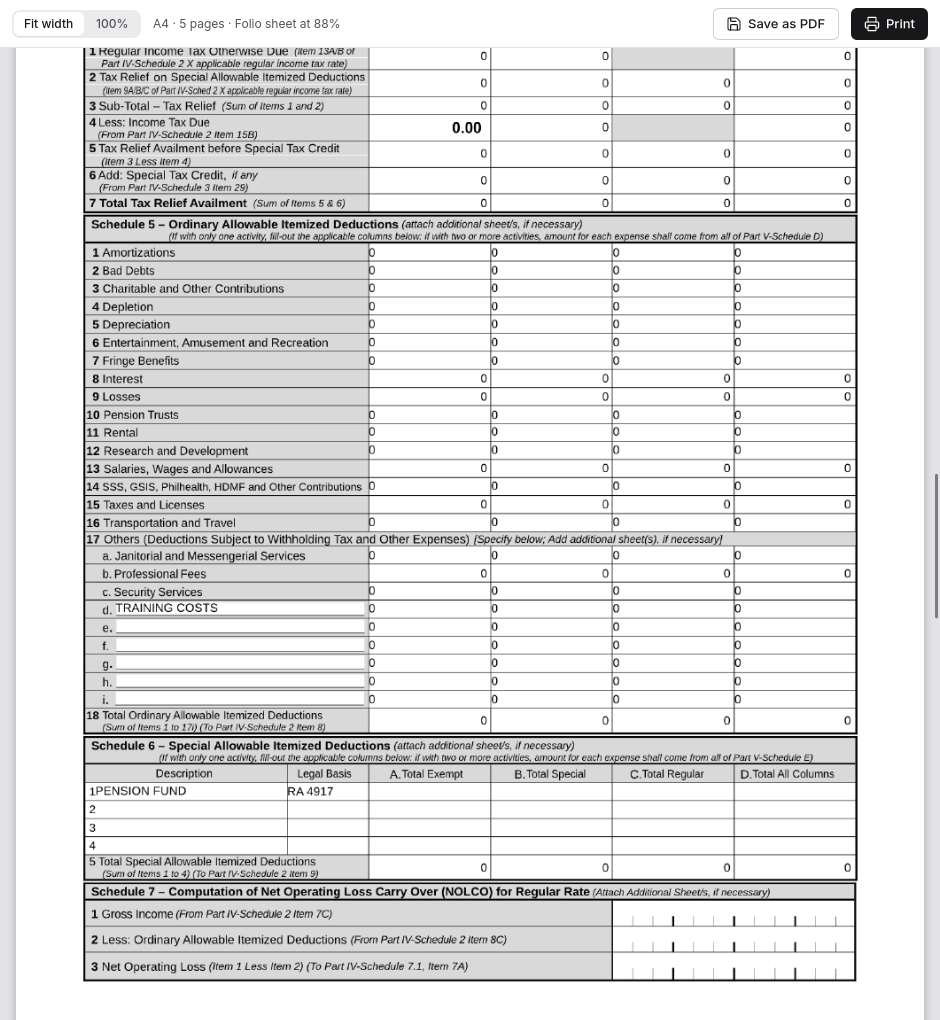 Fit width 100% A4 · 5 pages · Folio sheet at 88% Save as PDF Print
1 Regular Income Tax Otherwise Due (Item 13A/B of
Part IV-Schedule 2 X applicable regular income tax rate) 0 0 0
2 Tax Relief on Special Allowable Itemized Deductions
(Item 9A/B/C of Part IV-Sched 2 X applicable regular income tax rate) 0 0 0 0
3 Sub-Total – Tax Relief (Sum of Items 1 and 2) 0 0 0 0
4 Less: Income Tax Due
(From Part IV-Schedule 2 Item 15B) 0.00 0 0
5 Tax Relief Availment before Special Tax Credit
(Item 3 Less Item 4) 0 0 0 0
6 Add: Special Tax Credit, if any
(From Part IV-Schedule 3 Item 29) 0 0 0 0
7 Total Tax Relief Availment (Sum of Items 5 & 6) 0 0 0 0
Schedule 5 – Ordinary Allowable Itemized Deductions (attach additional sheet/s, if necessary)
(If with only one activity, fill-out the applicable columns below: if with two or more activities, amount for each expense shall come from all of Part V-Schedule D)
1 Amortizations 0 0 0 0
2 Bad Debts 0 0 0 0
3 Charitable and Other Contributions 0 0 0 0
4 Depletion 0 0 0 0
5 Depreciation 0 0 0 0
6 Entertainment, Amusement and Recreation 0 0 0 0
7 Fringe Benefits 0 0 0 0
8 Interest 0 0 0 0
9 Losses 0 0 0 0
10 Pension Trusts 0 0 0 0
11 Rental 0 0 0 0
12 Research and Development 0 0 0 0
13 Salaries, Wages and Allowances 0 0 0 0
14 SSS, GSIS, Philhealth, HDMF and Other Contributions 0 0 0 0
15 Taxes and Licenses 0 0 0 0
16 Transportation and Travel 0 0 0 0
17 Others (Deductions Subject to Withholding Tax and Other Expenses) [Specify below; Add additional sheet(s), if necessary]
a. Janitorial and Messengerial Services 0 0 0 0
b. Professional Fees 0 0 0 0
c. Security Services 0 0 0 0
d. TRAINING COSTS 0 0 0 0
e. 0 0 0 0
f. 0 0 0 0
g. 0 0 0 0
h. 0 0 0 0
i. 0 0 0 0
18 Total Ordinary Allowable Itemized Deductions
(Sum of Items 1 to 17i) (To Part IV-Schedule 2 Item 8) 0 0 0 0
Schedule 6 – Special Allowable Itemized Deductions (attach additional sheet/s, if necessary)
(If with only one activity, fill-out the applicable columns below: if with two or more activities, amount for each expense shall come from all of Part V-Schedule E)
Description Legal Basis A.Total Exempt B.Total Special C.Total Regular D.Total All Columns
1PENSION FUND RA 4917
2
3
4
5 Total Special Allowable Itemized Deductions
(Sum of Items 1 to 4) (To Part IV-Schedule 2 Item 9) 0 0 0 0
Schedule 7 – Computation of Net Operating Loss Carry Over (NOLCO) for Regular Rate (Attach Additional Sheet/s, if necessary)
1 Gross Income (From Part IV-Schedule 2 Item 7C)
2 Less: Ordinary Allowable Itemized Deductions (From Part IV-Schedule 2 Item 8C)
3 Net Operating Loss (Item 1 Less Item 2) (To Part IV-Schedule 7.1, Item 7A)